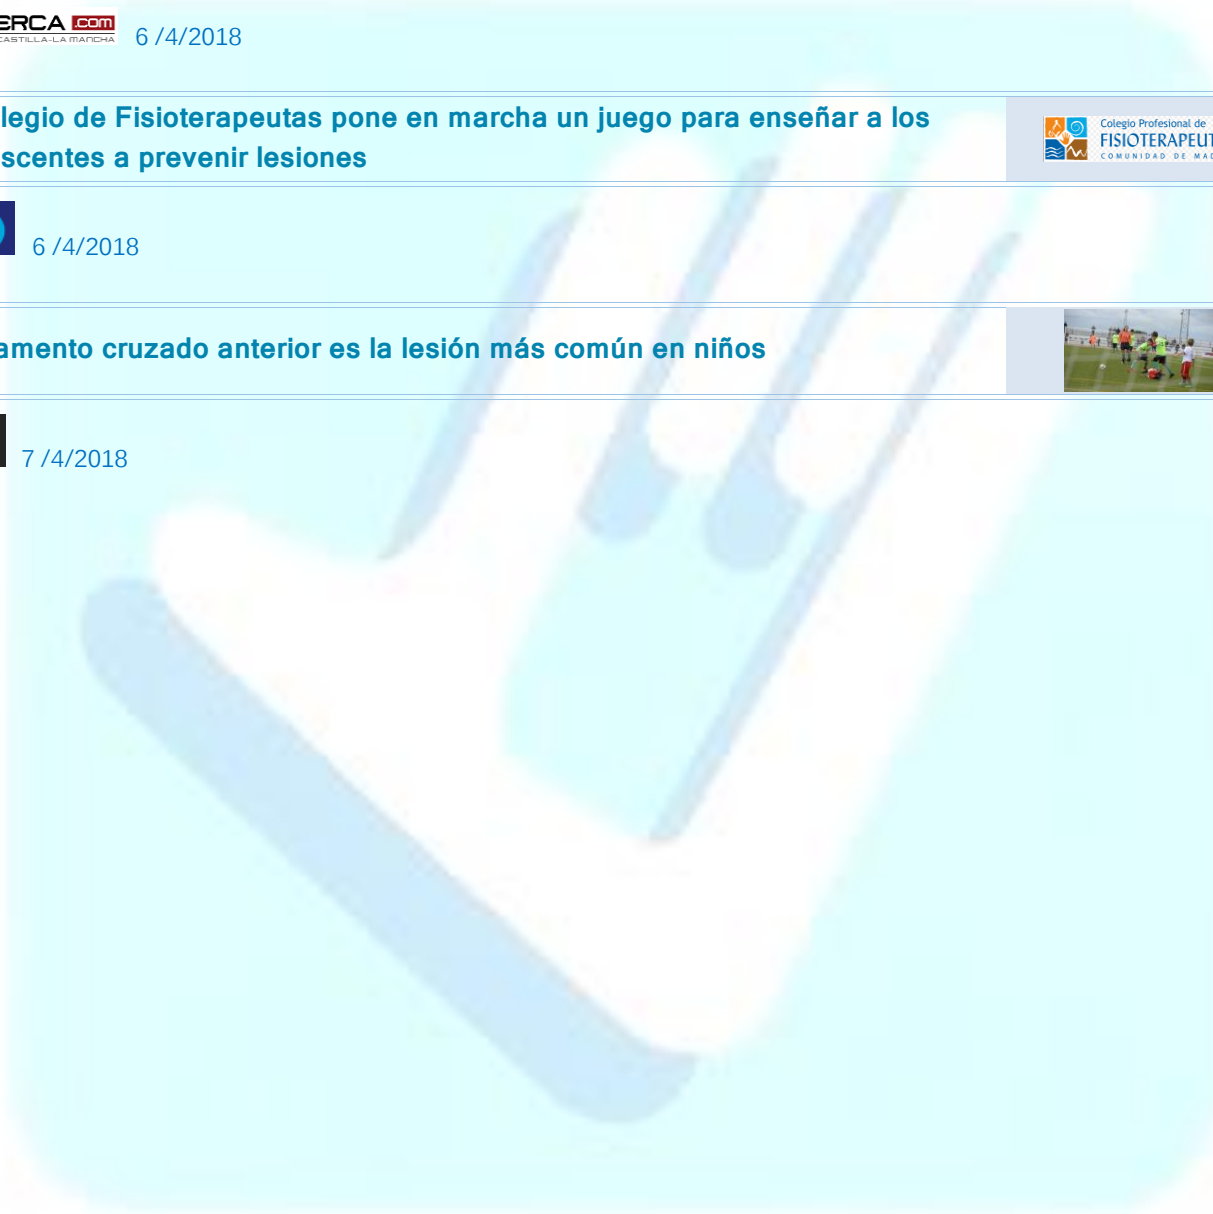 ERCA .com
CASTILLA-LA MANCHA
6 /4/2018
legio de Fisioterapeutas pone en marcha un juego para enseñar a los
scentes a prevenir lesiones
Colegio Profesional de
FISIOTERAPEUT
COMUNIDAD DE MAD
6 /4/2018
amento cruzado anterior es la lesión más común en niños
7 /4/2018